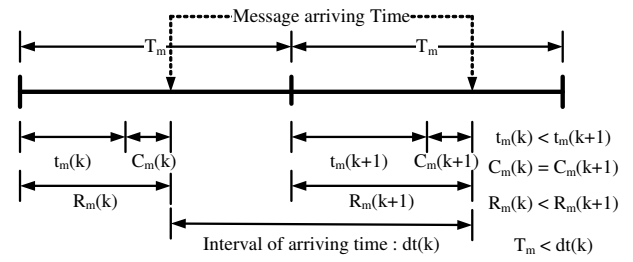 Message arriving Time
T_m T_m
t_m(k) C_m(k) t_m(k+1) C_m(k+1) t_m(k) < t_m(k+1)
C_m(k) = C_m(k+1)
R_m(k) R_m(k+1) R_m(k) < R_m(k+1)
Interval of arriving time : dt(k) T_m < dt(k)